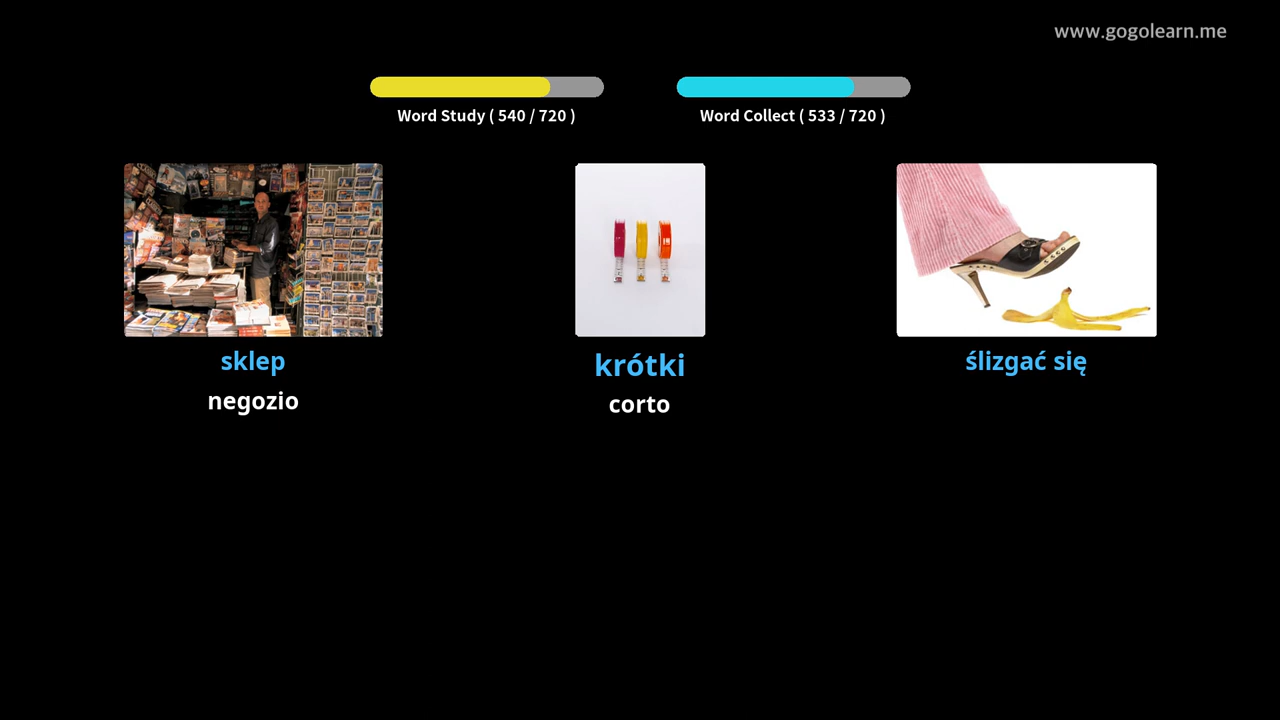 www.gogolearn.me
Word Study ( 540 / 720 )
Word Collect ( 533 / 720 )
sklep
negozio
krótki
corto
ślizgać się